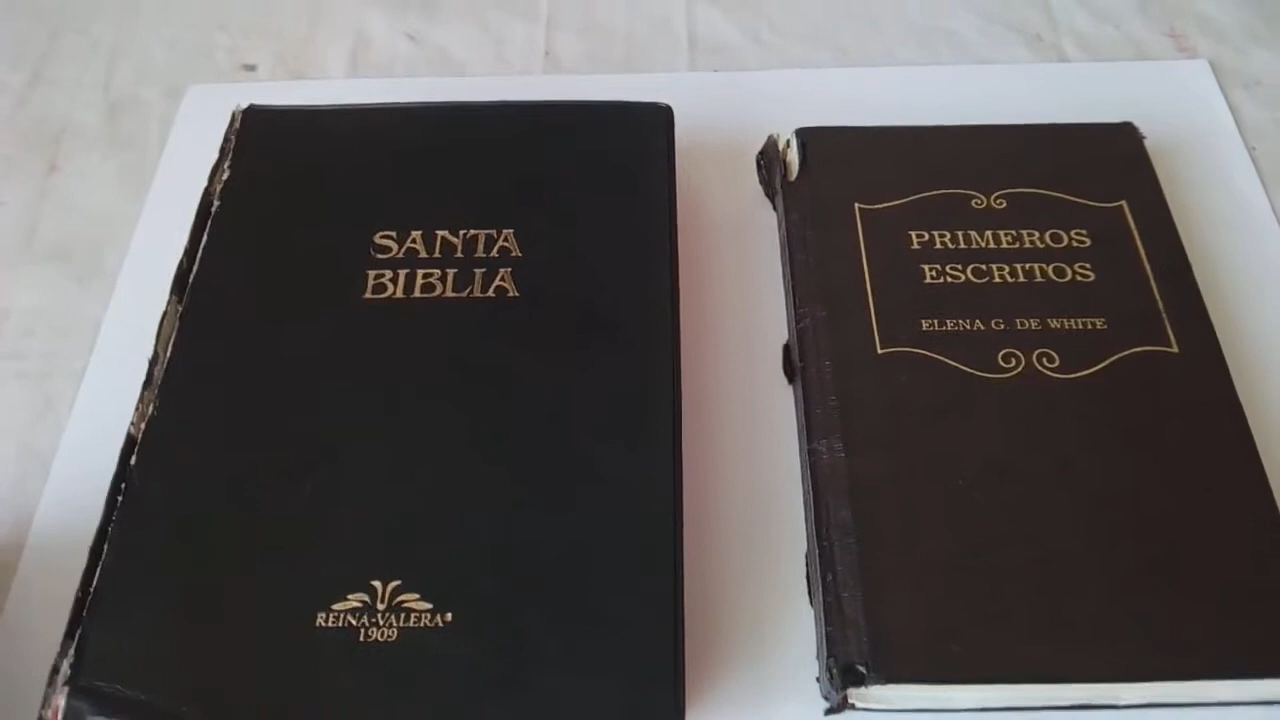 SANTA
BIBLIA
REINA-VALERA®
1909
PRIMEROS
ESCRITOS
ELENA G. DE WHITE